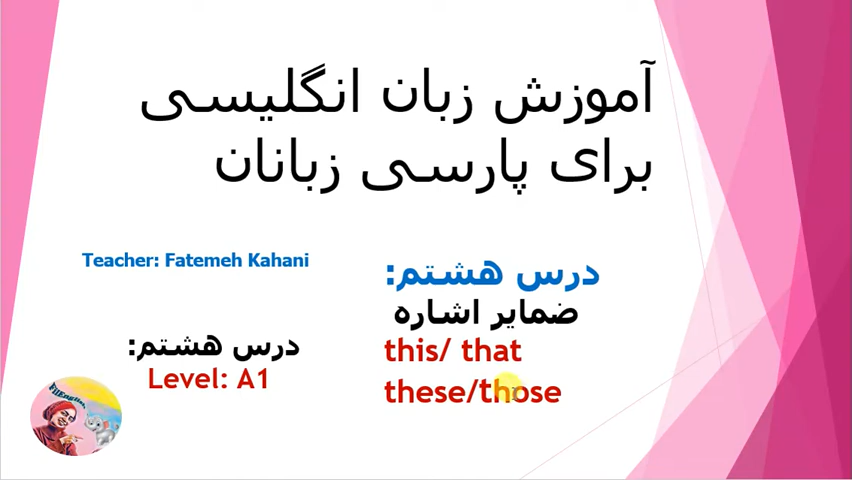 آموزش زبان انگلیسی
برای پارسی زبانان
Teacher: Fatemeh Kahani
درس هشتم:
ضمایر اشاره
this/ that
these/those
درس هشتم:
Level: A1